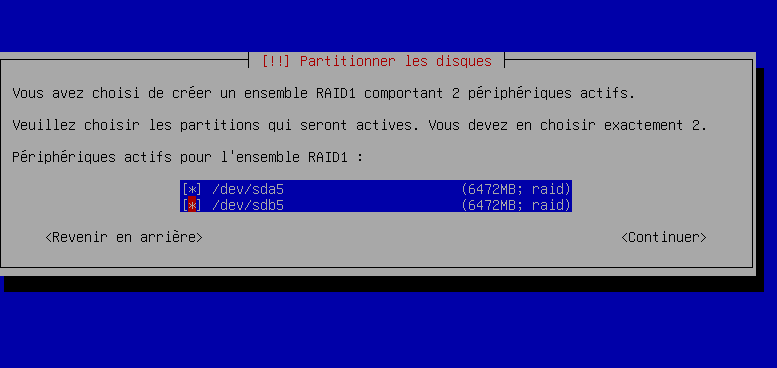 [!!] Partitionner les disques
Vous avez choisi de créer un ensemble RAID1 comportant 2 périphériques actifs.
Veuillez choisir les partitions qui seront actives. Vous devez en choisir exactement 2.
Périphériques actifs pour l'ensemble RAID1 :
[*] /dev/sda5 (6472MB; raid)
[*] /dev/sdb5 (6472MB; raid)
<Revenir en arrière> <Continuer>